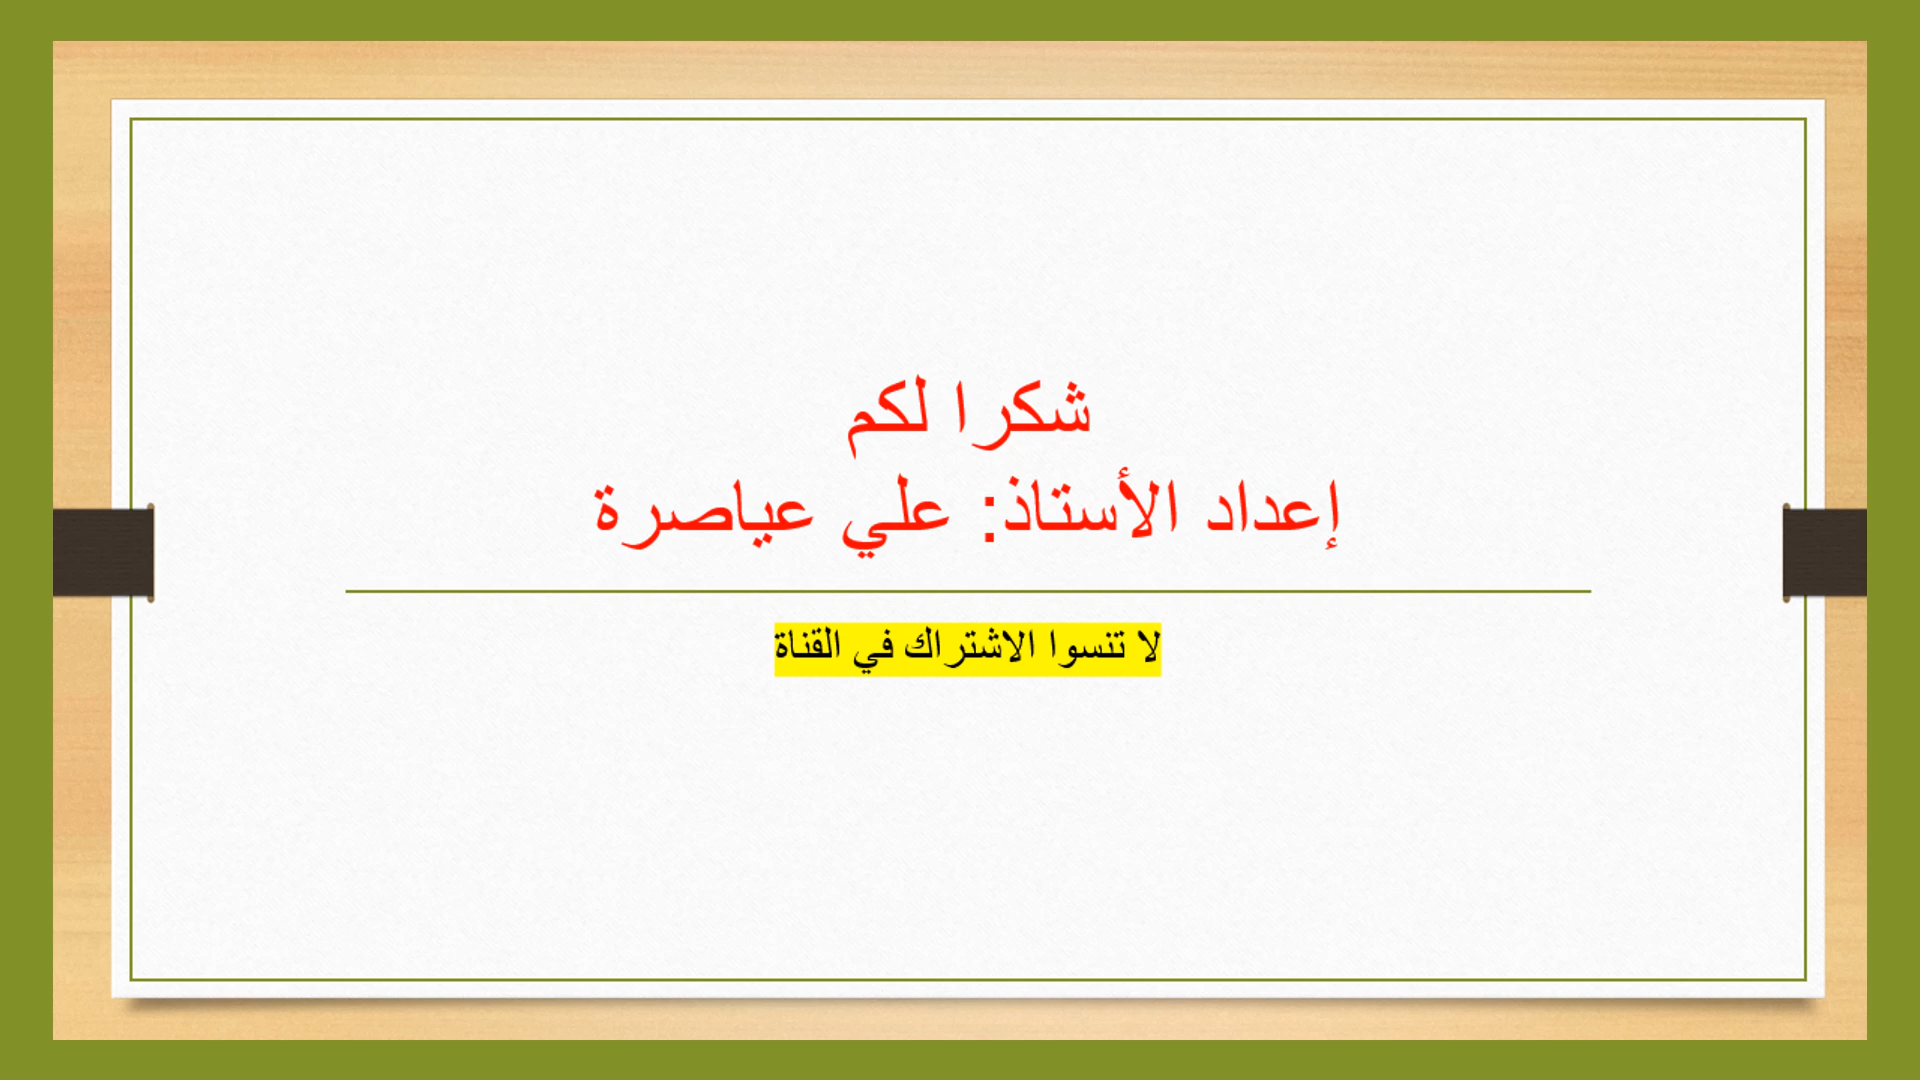 شكرا لكم
إعداد الأستاذ: علي عياصرة
لا تنسوا الاشتراك في القناة